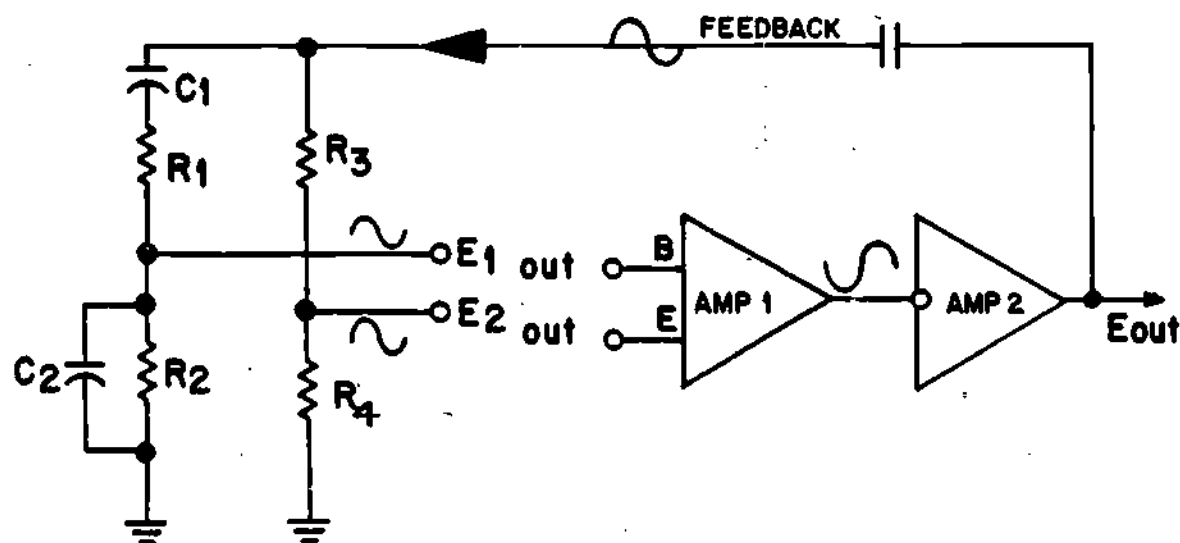 FEEDBACK
C1
R1
R3
E1 out
B
AMP 1
AMP 2
E2 out
E
Eout
C2
R2
R4